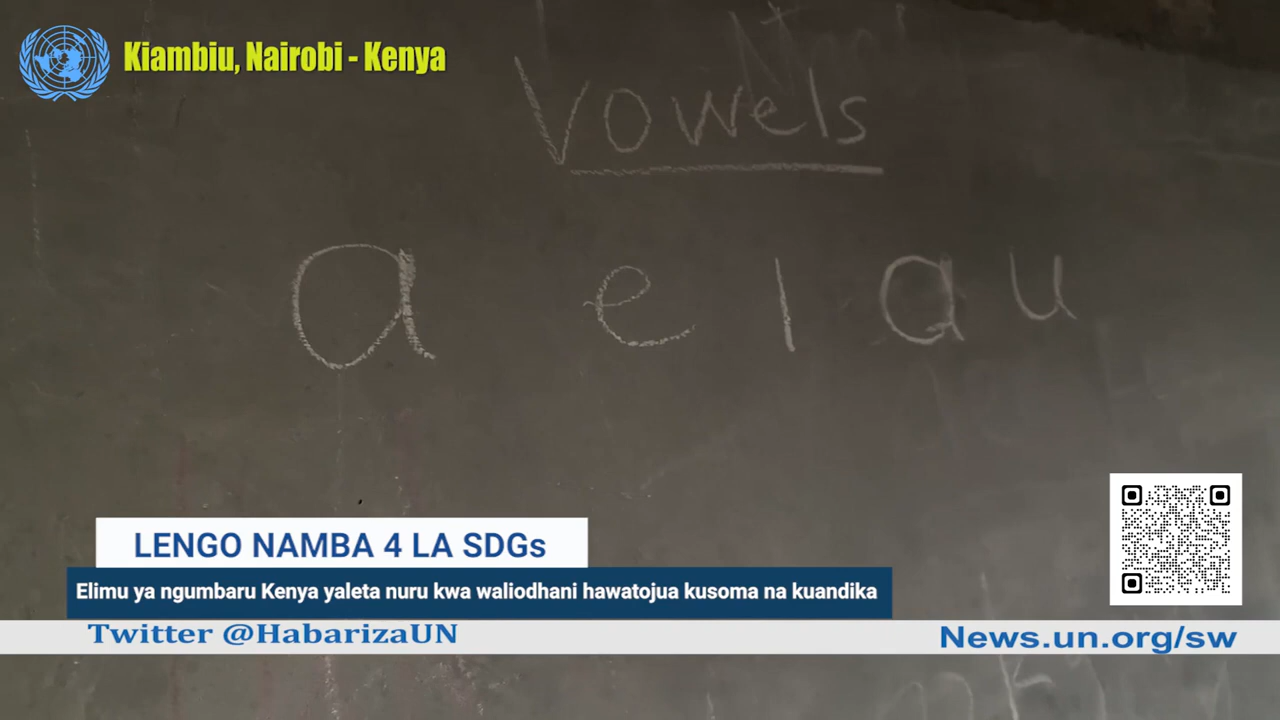 Kiambiu, Nairobi - Kenya
Vowels
a e i a u
LENGO NAMBA 4 LA SDGs
Elimu ya ngumbaru Kenya yaleta nuru kwa waliodhani hawatojua kusoma na kuandika
Twitter @HabarizaUN
News.un.org/sw